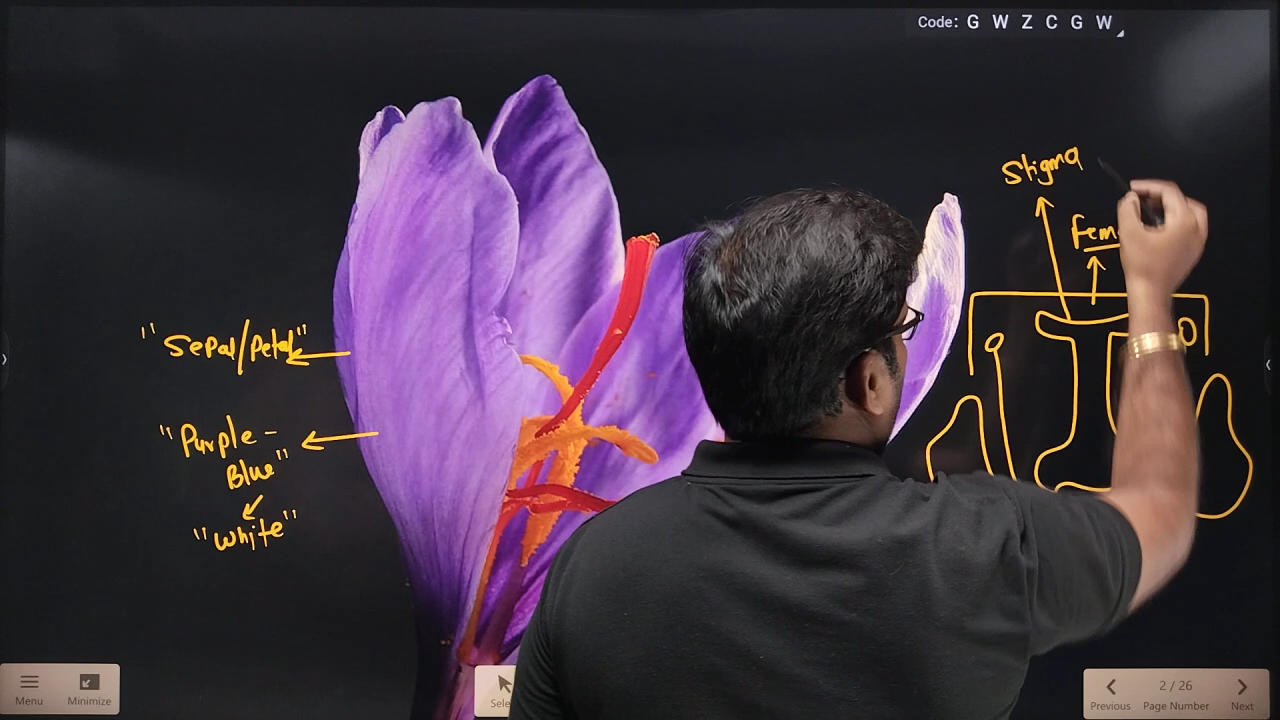 Code: G W Z C G W
Stigma
"Sepal/Petal"
"Purple-
Blue"
"White"
Menu
Minimize
2 / 26
Previous
Page Number
Next